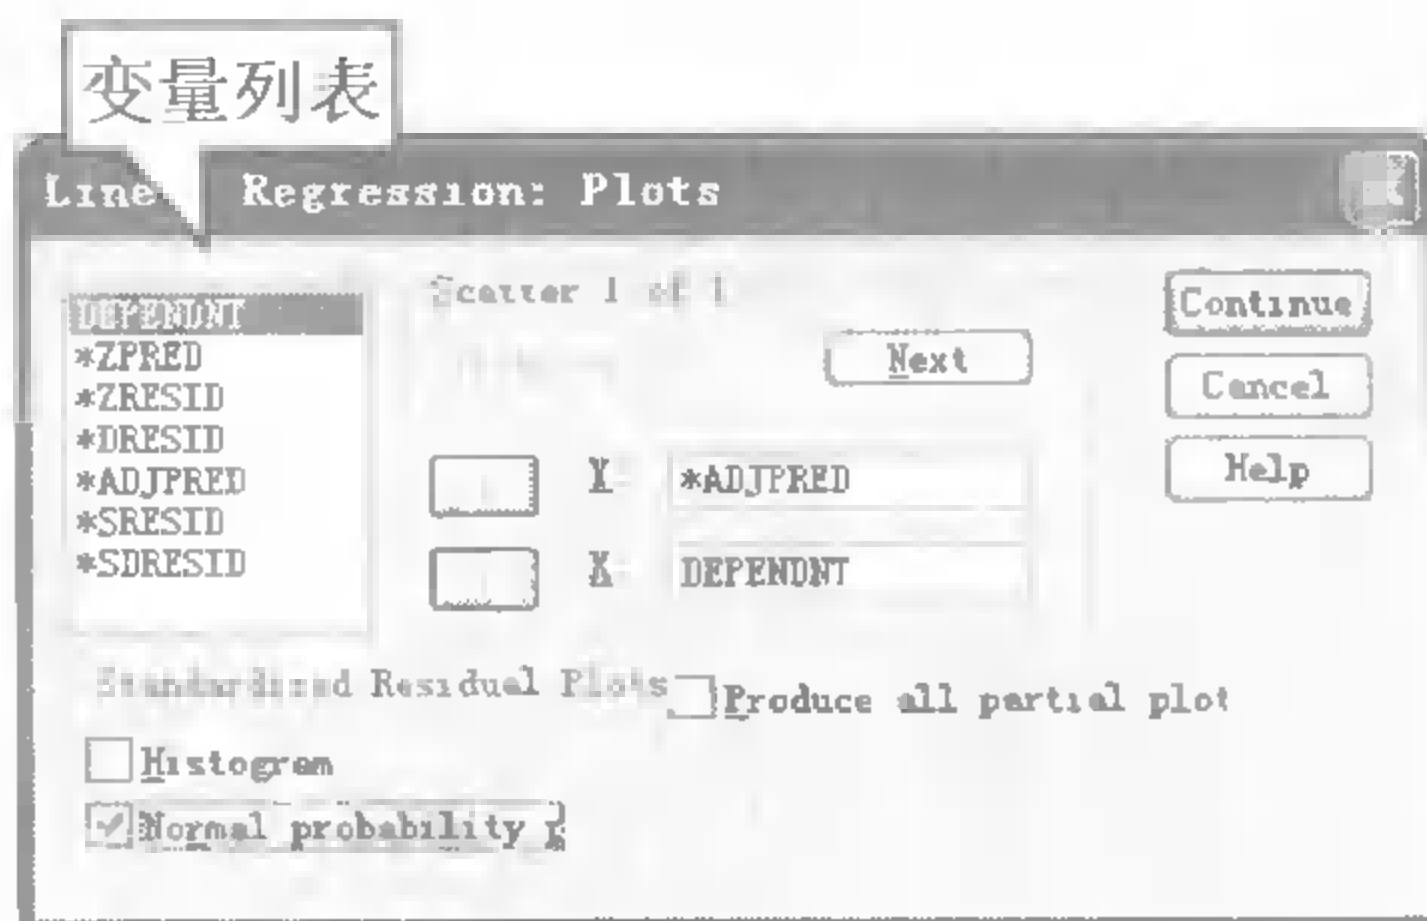 变量列表
Line Regression: Plots
DEPENDNT
*ZPRED
*ZRESID
*DRESID
*ADJPRED
*SRESID
*SDRESID
Scatter 1 of 1
Next
Y: *ADJPRED
X: DEPENDNT
Continue
Cancel
Help
Standardized Residual Plots
Produce all partial plot
Histogram
Normal probability p